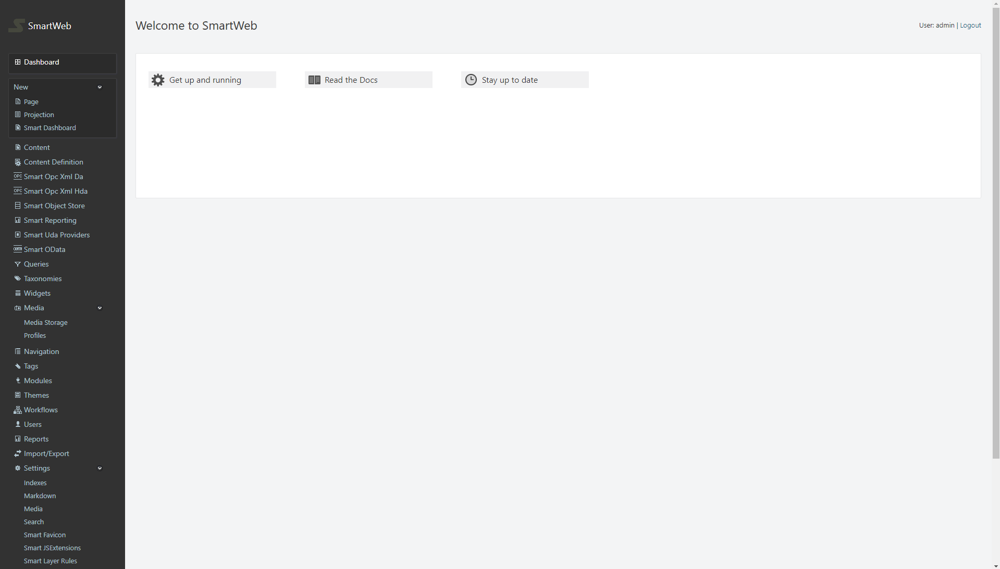 SmartWeb
Welcome to SmartWeb
User: admin | Logout
Dashboard
New
Page
Projection
Smart Dashboard
Content
Content Definition
OPC Smart Opc Xml Da
OPC Smart Opc Xml Hda
Smart Object Store
Smart Reporting
Smart Uda Providers
ODATA Smart OData
Queries
Taxonomies
Widgets
Media
Media Storage
Profiles
Navigation
Tags
Modules
Themes
Workflows
Users
Reports
Import/Export
Settings
Indexes
Markdown
Media
Search
Smart Favicon
Smart JSExtensions
Smart Layer Rules
Get up and running
Read the Docs
Stay up to date